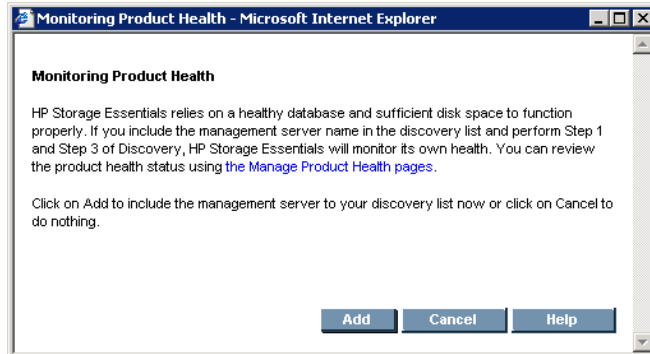 Monitoring Product Health - Microsoft Internet Explorer
Monitoring Product Health
HP Storage Essentials relies on a healthy database and sufficient disk space to function
properly. If you include the management server name in the discovery list and perform Step 1
and Step 3 of Discovery, HP Storage Essentials will monitor its own health. You can review
the product health status using the Manage Product Health pages.
Click on Add to include the management server to your discovery list now or click on Cancel to
do nothing.
Add Cancel Help